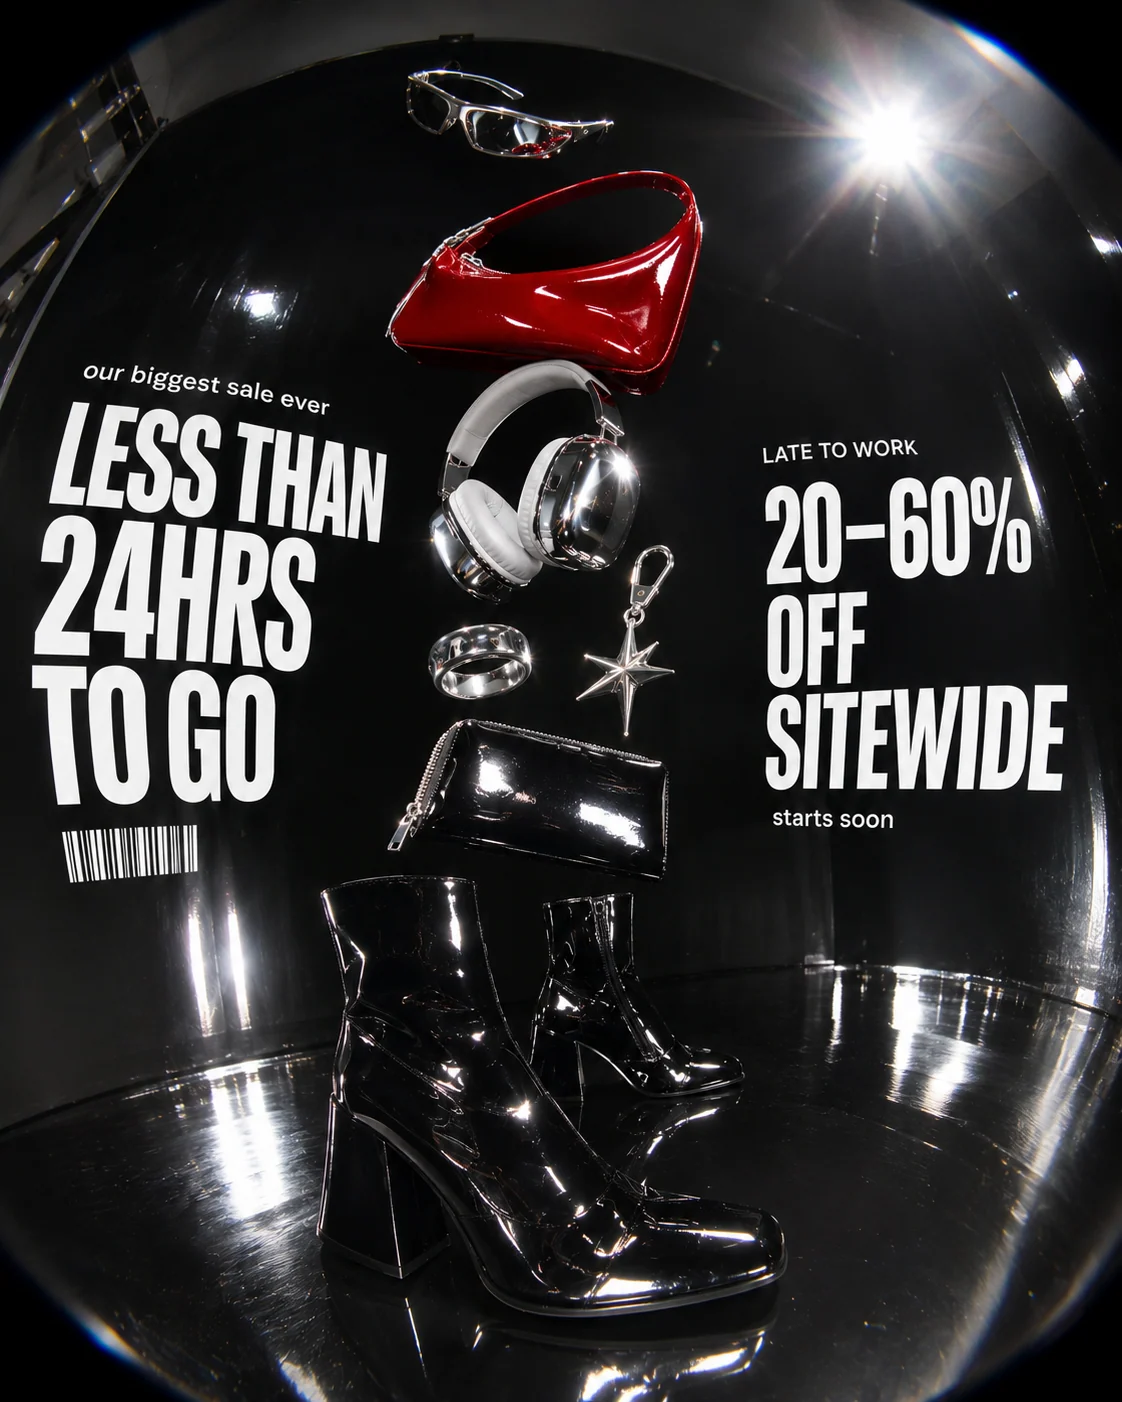 our biggest sale ever
LESS THAN
24HRS
TO GO
LATE TO WORK
20–60%
OFF
SITEWIDE
starts soon